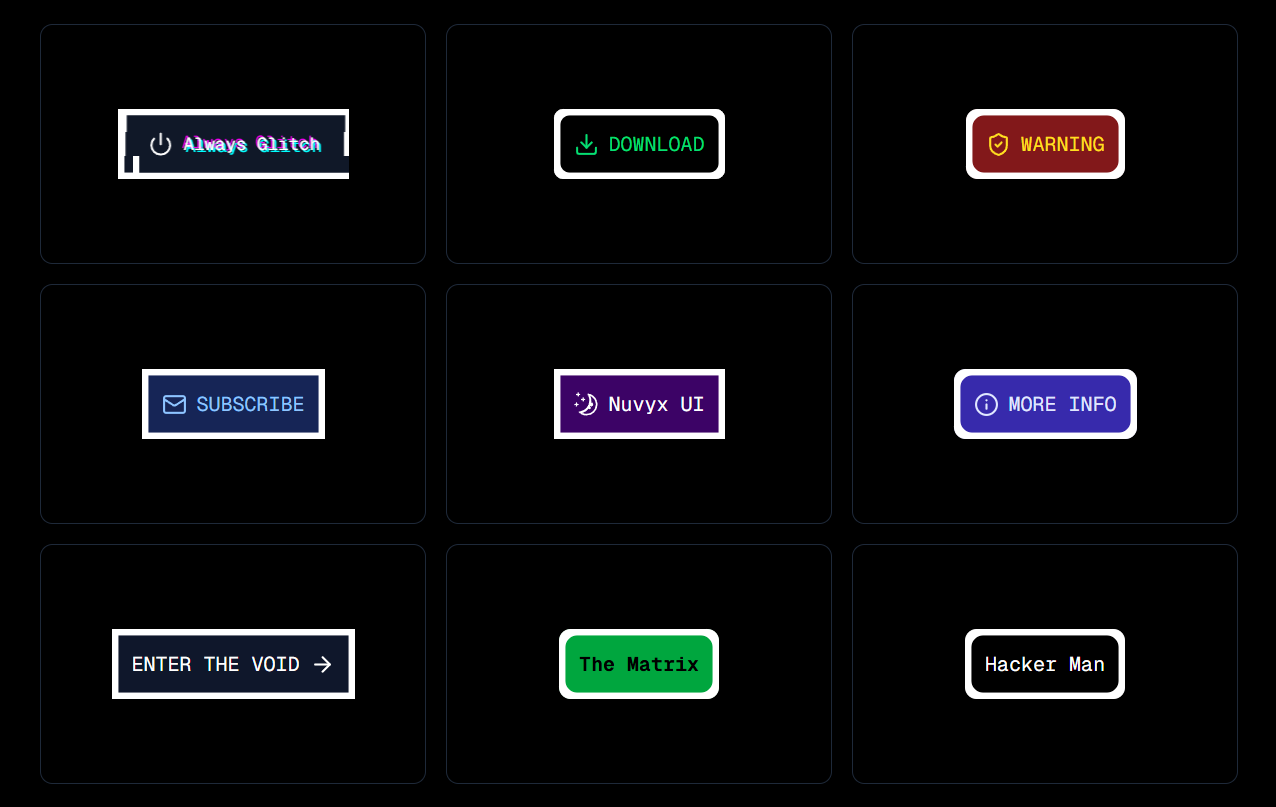 Always Glitch
DOWNLOAD
WARNING
SUBSCRIBE
Nuvyx UI
MORE INFO
ENTER THE VOID
The Matrix
Hacker Man